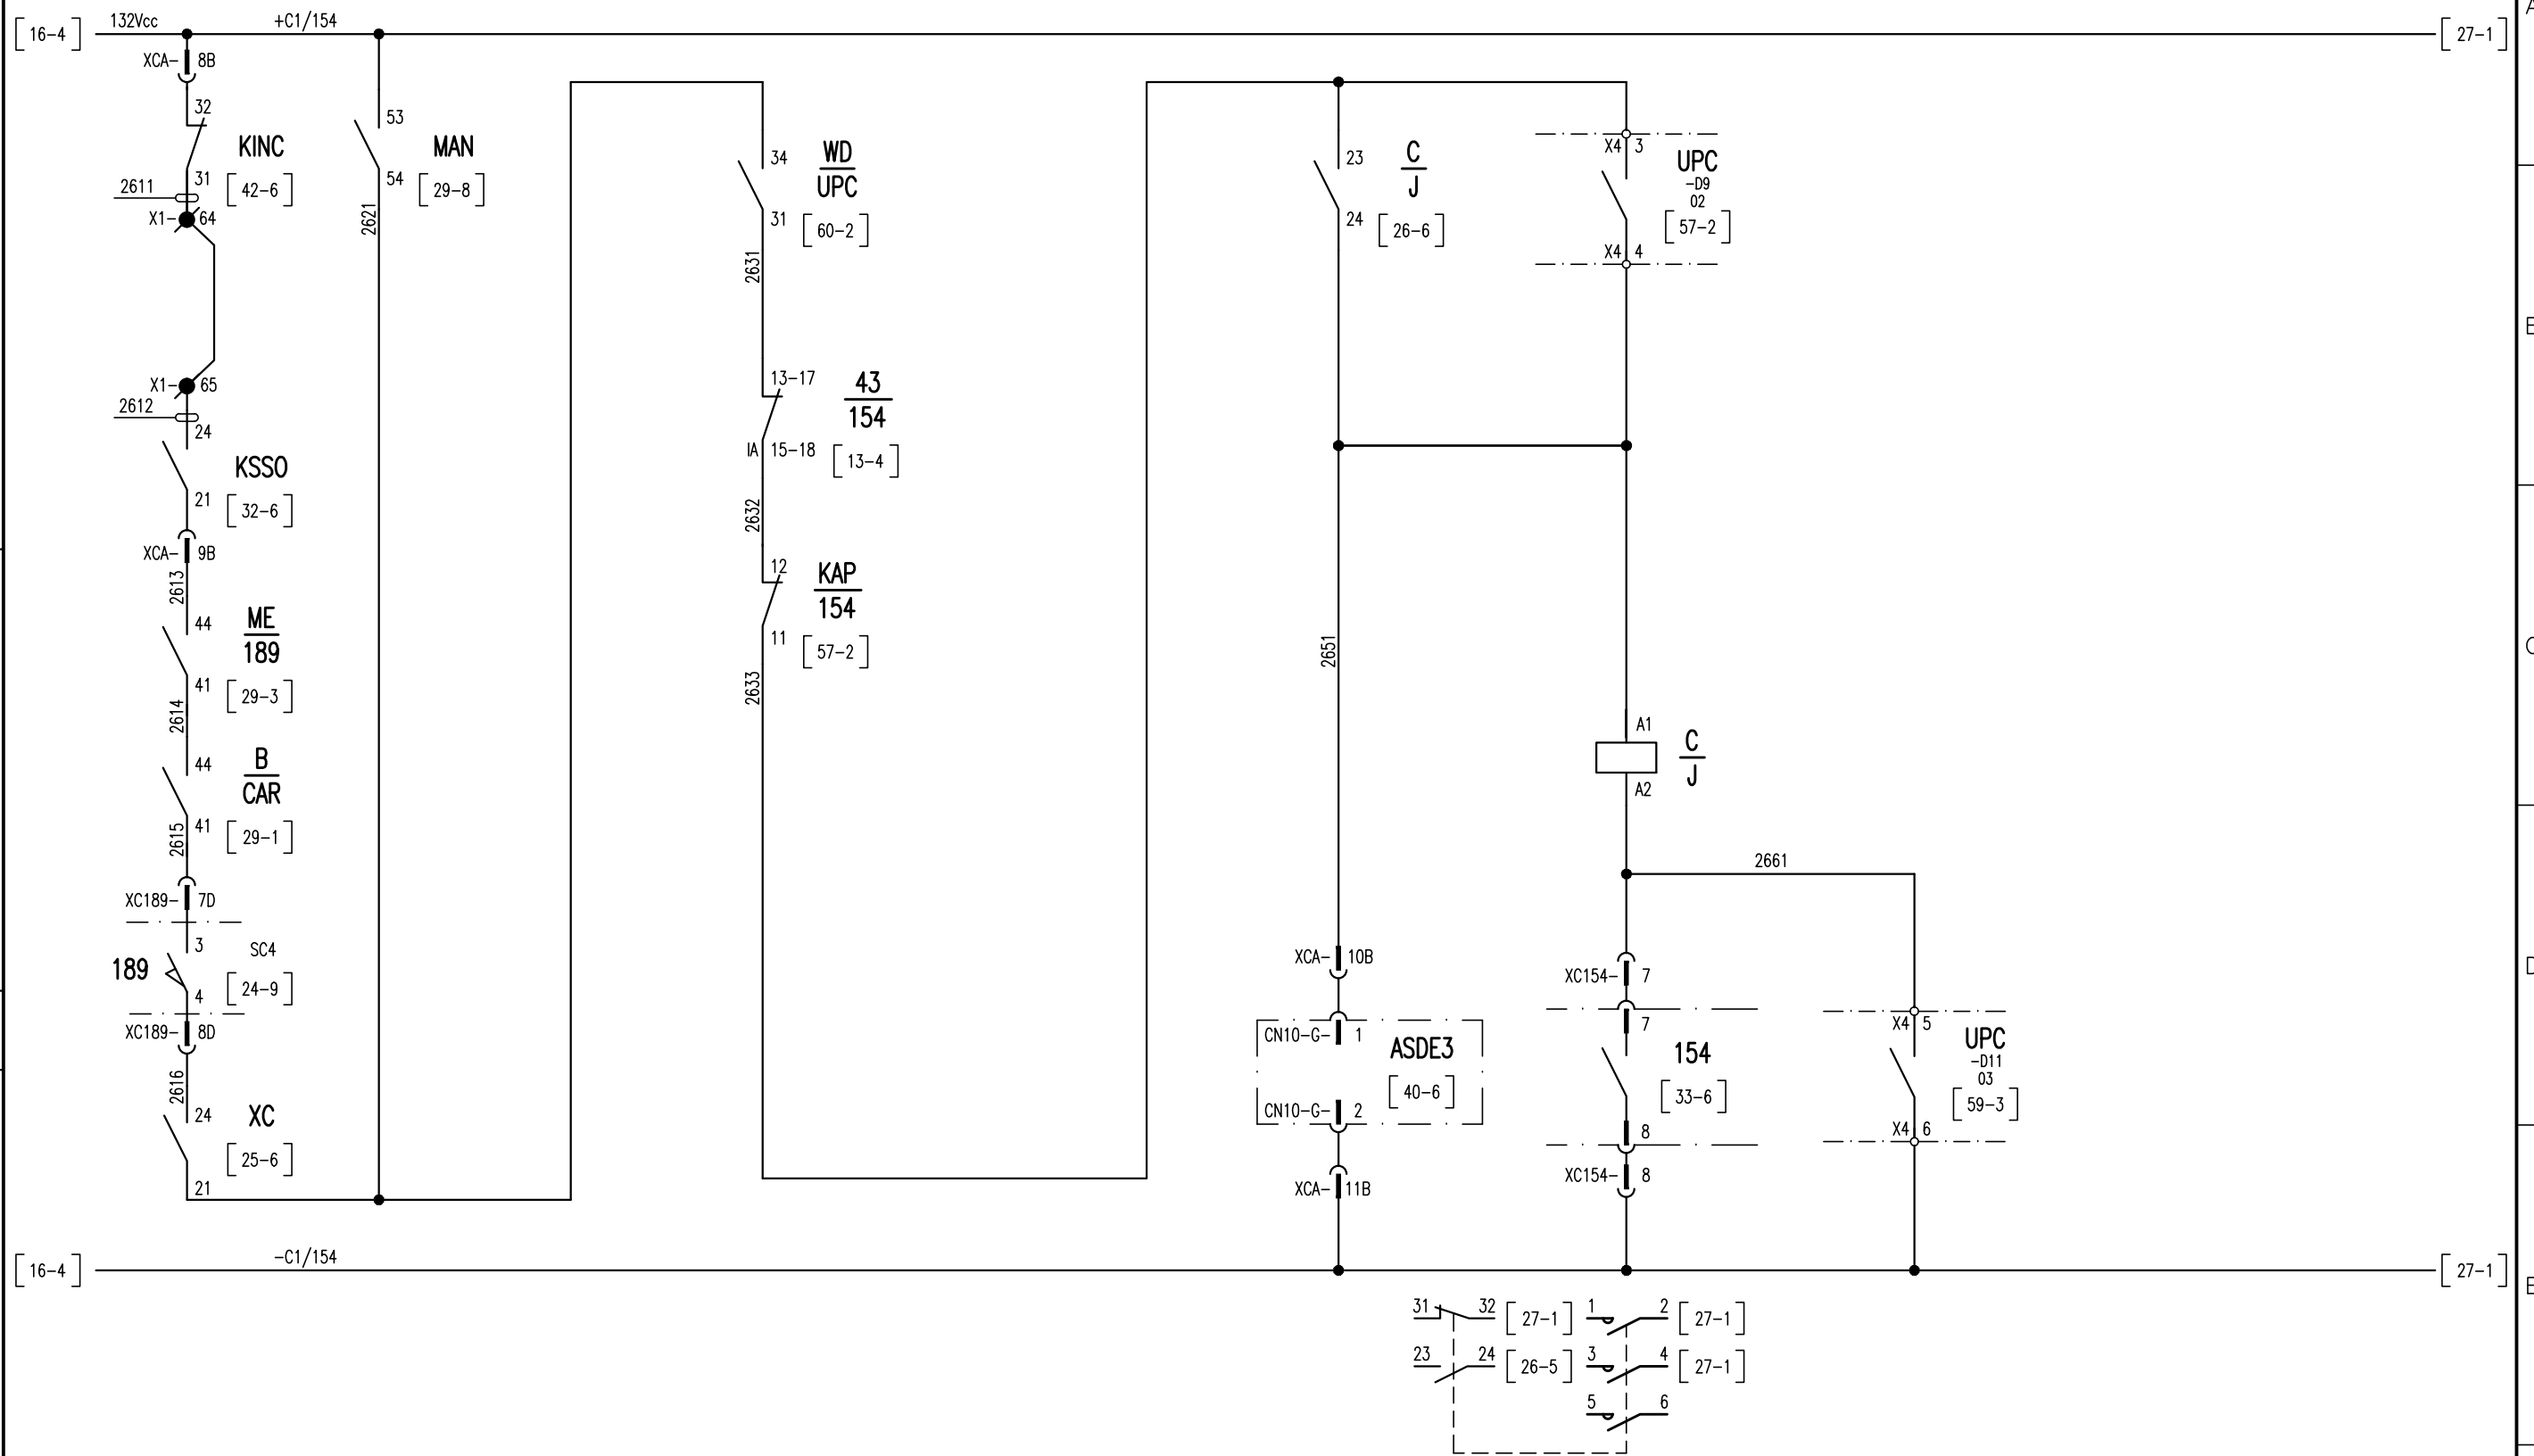 16-4
132Vcc
+C1/154
27-1
XCA-
8B
32
KINC
31
42-6
2611
X1-
64
X1-
65
2612
24
KSSO
21
32-6
XCA-
9B
2613
44
ME
189
41
29-3
2614
44
B
CAR
41
29-1
2615
XC189-
7D
3
SC4
189
4
24-9
XC189-
8D
2616
24
XC
25-6
21
53
MAN
54
29-8
2621
34
WD
UPC
31
60-2
2631
13-17
43
154
IA
15-18
13-4
2632
12
KAP
154
11
57-2
2633
23
C
J
24
26-6
X4
3
UPC
-D9
02
57-2
X4
4
2651
A1
C
J
A2
2661
XCA-
10B
CN10-G-
1
ASDE3
40-6
CN10-G-
2
XCA-
11B
XC154-
7
7
154
33-6
8
XC154-
8
X4
5
UPC
-D11
03
59-3
X4
6
16-4
-C1/154
27-1
31
32
27-1
1
2
27-1
23
24
26-5
3
4
27-1
5
6
A
B
C
D
E